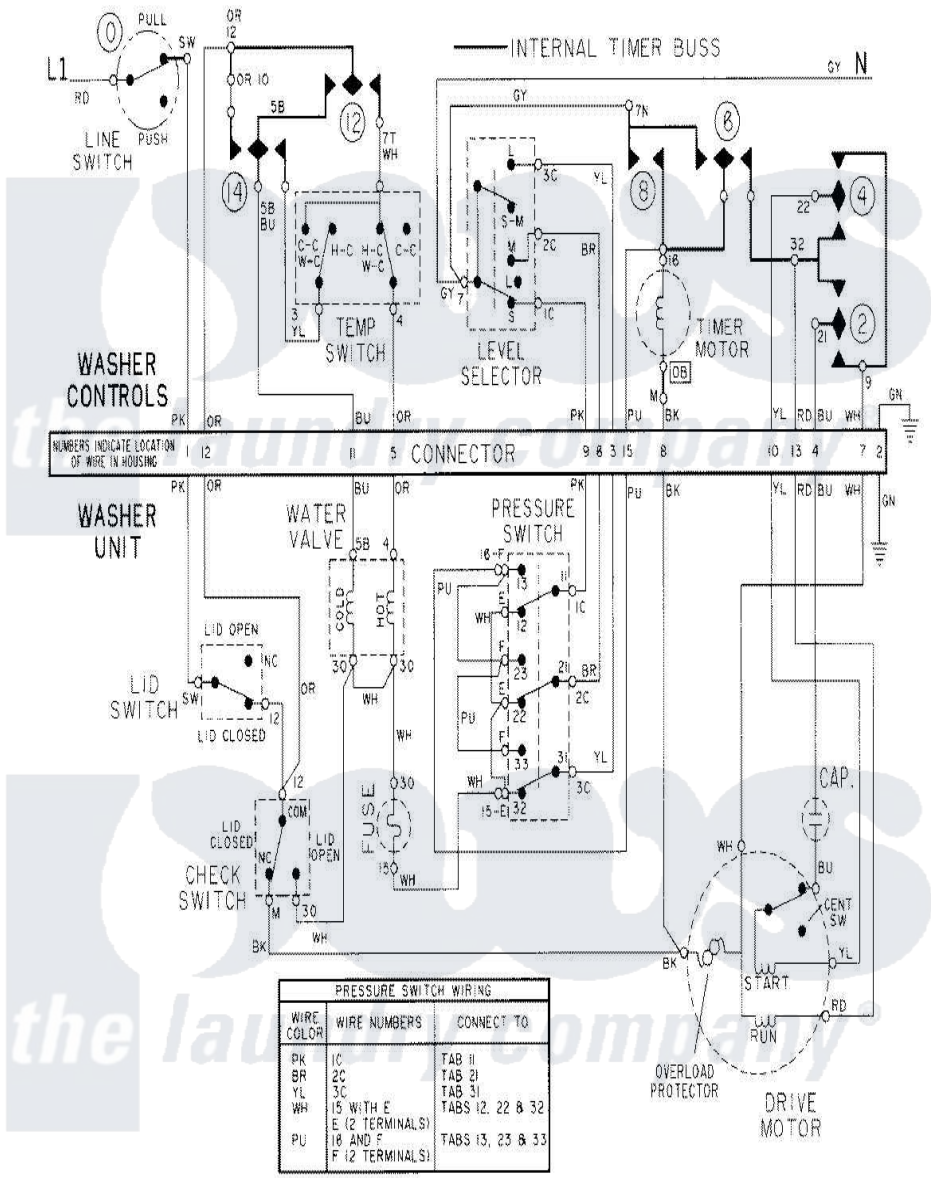 OR
12
PULL
0
SW
INTERNAL TIMER BUSS
L1
RD
GY N
OR 10
5B
12
GY
7N
6
LINE
SWITCH
PUSH
7T
WH
L
3C
YL
8
14
5B
BU
22
4
S-M
C-C
W-C
H-C
H-C
W-C
C-C
M
2C
BR
16
32
L
GY
7
S
1C
3
YL
4
TEMP
SWITCH
LEVEL
SELECTOR
TIMER
MOTOR
21
2
WASHER
CONTROLS
0B
M
9
GN
PK
OR
BU
OR
PK
PU
BK
YL
RD
BU
WH
NUMBERS INDICATE LOCATION
OF WIRE IN HOUSING
1 12 11 5 CONNECTOR 9 6 3 15 8 10 13 4 7 2
PK
OR
BU
OR
PK
PU
BK
YL
RD
BU
WH
GN
WASHER
UNIT
WATER
VALVE
PRESSURE
SWITCH
5B
4
16-F
13
11
PU
1C
COLD
HOT
E
WH
12
LID OPEN
NC
30
30
F
23
LID
SWITCH
SW
OR
WH
21
BR
E
2C
12
22
PU
LID CLOSED
WH
F
33
31
YL
3C
12
30
WH
15-E
32
CAP.
COM
LID
CLOSED
LID
OPEN
FUSE
NC
CHECK
SWITCH
15
WH
WH
BU
M
30
CENT
SW
WH
BK
BK
YL
START
RD
RUN
PRESSURE SWITCH WIRING
WIRE
COLOR
WIRE NUMBERS
CONNECT TO
PK 1C TAB 11
BR 2C TAB 21
YL 3C TAB 31
WH 15 WITH E TABS 12, 22 & 32
E (2 TERMINALS)
PU 16 AND F TABS 13, 23 & 33
F (2 TERMINALS)
OVERLOAD
PROTECTOR
DRIVE
MOTOR
the laundry company
the laundry company®